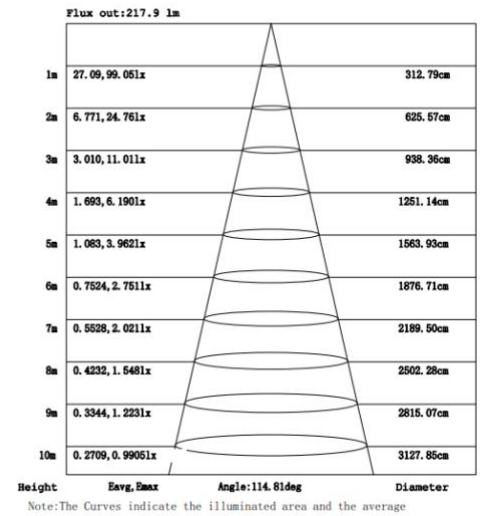 Flux out:217.9 lm
1m 27.09,99.05lx 312.79cm
2m 6.771,24.76lx 625.57cm
3m 3.010,11.01lx 938.36cm
4m 1.693,6.190lx 1251.14cm
5m 1.083,3.962lx 1563.93cm
6m 0.7524,2.751lx 1876.71cm
7m 0.5528,2.021lx 2189.50cm
8m 0.4232,1.548lx 2502.28cm
9m 0.3344,1.223lx 2815.07cm
10m 0.2709,0.9905lx 3127.85cm
Height Eavg,Emax Angle:114.81deg Diameter
Note:The Curves indicate the illuminated area and the average